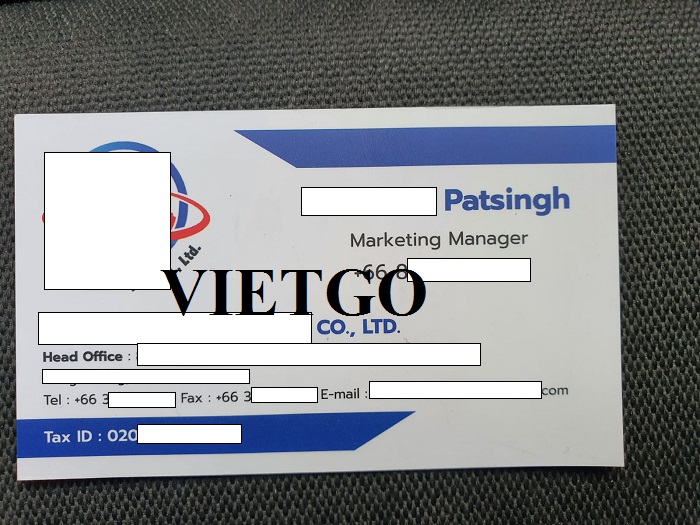 Patsingh
Marketing Manager
+66 8
Ltd.
VIETGO
CO., LTD.
Head Office :
Tel : +66 3 Fax : +66 3 E-mail : com
Tax ID : 020